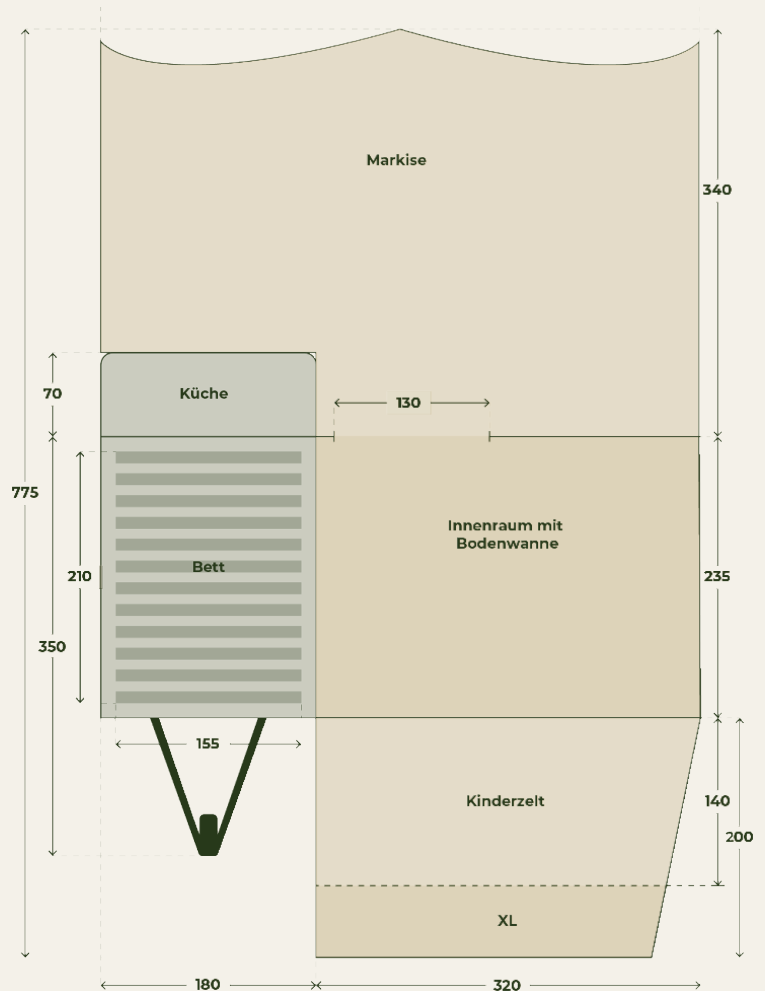 Markise
340
Küche
70
130
775
Innenraum mit
Bodenwanne
Bett
210
235
350
155
Kinderzelt
140
200
XL
180
320